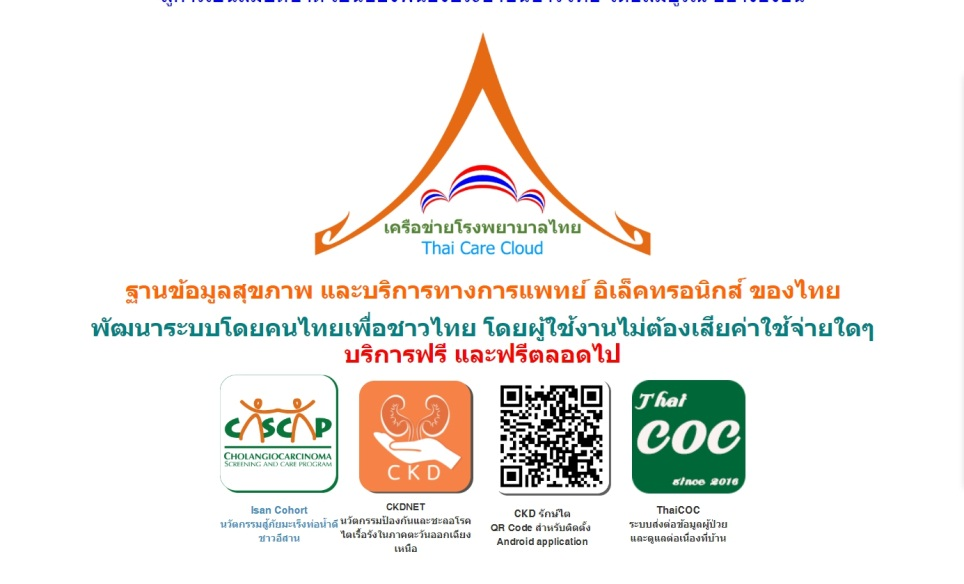 เครือข่ายโรงพยาบาลไทย
Thai Care Cloud
ฐานข้อมูลสุขภาพ และบริการทางการแพทย์ อิเล็คทรอนิกส์ ของไทย
พัฒนาระบบโดยคนไทยเพื่อชาวไทย โดยผู้ใช้งานไม่ต้องเสียค่าใช้จ่ายใดๆ
บริการฟรี และฟรีตลอดไป
CASCAP
CHOLANGIOCARCINOMA
SCREENING AND CARE PROGRAM
Isan Cohort
นวัตกรรมสู้ภัยมะเร็งท่อน้ำดี
ชาวอีสาน
CKD
CKDNET
นวัตกรรมป้องกันและชะลอโรค
ไตเรื้อรังในภาคตะวันออกเฉียง
เหนือ
CKD รักษ์ไต
QR Code สำหรับติดตั้ง
Android application
Thai
COC
since 2016
ThaiCOC
ระบบส่งต่อข้อมูลผู้ป่วย
และดูแลต่อเนื่องที่บ้าน